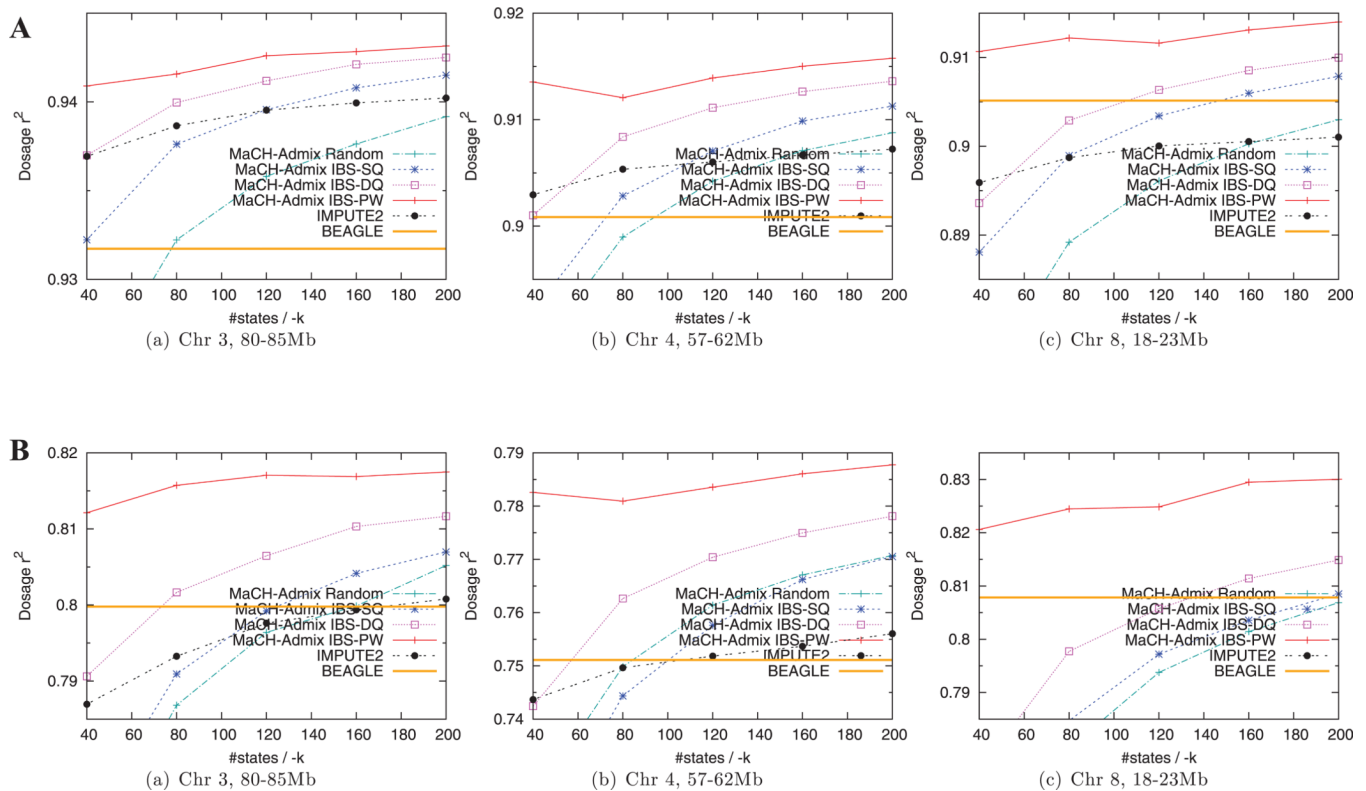 A
Dosage r²
0.94
0.93
MaCH-Admix Random
MaCH-Admix IBS-SQ
MaCH-Admix IBS-DQ
MaCH-Admix IBS-PW
IMPUTE2
BEAGLE
40 60 80 100 120 140 160 180 200
#states / -k
(a) Chr 3, 80-85Mb
Dosage r²
0.92
0.91
0.9
MaCH-Admix Random
MaCH-Admix IBS-SQ
MaCH-Admix IBS-DQ
MaCH-Admix IBS-PW
IMPUTE2
BEAGLE
40 60 80 100 120 140 160 180 200
#states / -k
(b) Chr 4, 57-62Mb
Dosage r²
0.91
0.9
0.89
MaCH-Admix Random
MaCH-Admix IBS-SQ
MaCH-Admix IBS-DQ
MaCH-Admix IBS-PW
IMPUTE2
BEAGLE
40 60 80 100 120 140 160 180 200
#states / -k
(c) Chr 8, 18-23Mb
B
Dosage r²
0.82
0.81
0.8
0.79
MaCH-Admix Random
MaCH-Admix IBS-SQ
MaCH-Admix IBS-DQ
MaCH-Admix IBS-PW
IMPUTE2
BEAGLE
40 60 80 100 120 140 160 180 200
#states / -k
(a) Chr 3, 80-85Mb
Dosage r²
0.79
0.78
0.77
0.76
0.75
0.74
MaCH-Admix Random
MaCH-Admix IBS-SQ
MaCH-Admix IBS-DQ
MaCH-Admix IBS-PW
IMPUTE2
BEAGLE
40 60 80 100 120 140 160 180 200
#states / -k
(b) Chr 4, 57-62Mb
Dosage r²
0.83
0.82
0.81
0.8
0.79
MaCH-Admix Random
MaCH-Admix IBS-SQ
MaCH-Admix IBS-DQ
MaCH-Admix IBS-PW
IMPUTE2
BEAGLE
40 60 80 100 120 140 160 180 200
#states / -k
(c) Chr 8, 18-23Mb